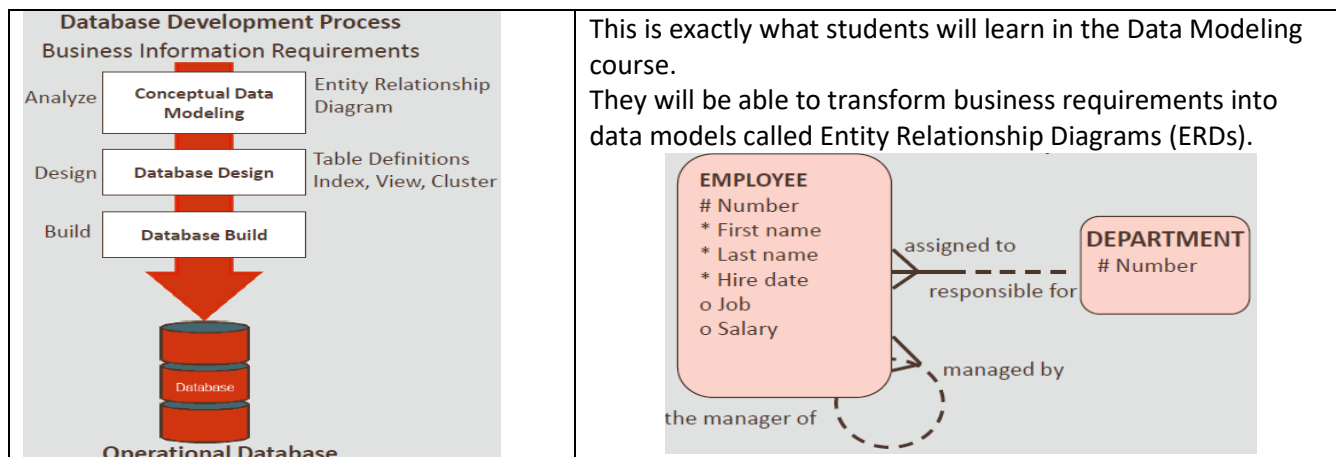 Database Development Process
Business Information Requirements
Analyze
Conceptual Data
Modeling
Entity Relationship
Diagram
Design
Database Design
Table Definitions
Index, View, Cluster
Build
Database Build
Database
Operational Database
This is exactly what students will learn in the Data Modeling
course.
They will be able to transform business requirements into
data models called Entity Relationship Diagrams (ERDs).
EMPLOYEE
# Number
* First name
* Last name
* Hire date
o Job
o Salary
assigned to
responsible for
DEPARTMENT
# Number
managed by
the manager of